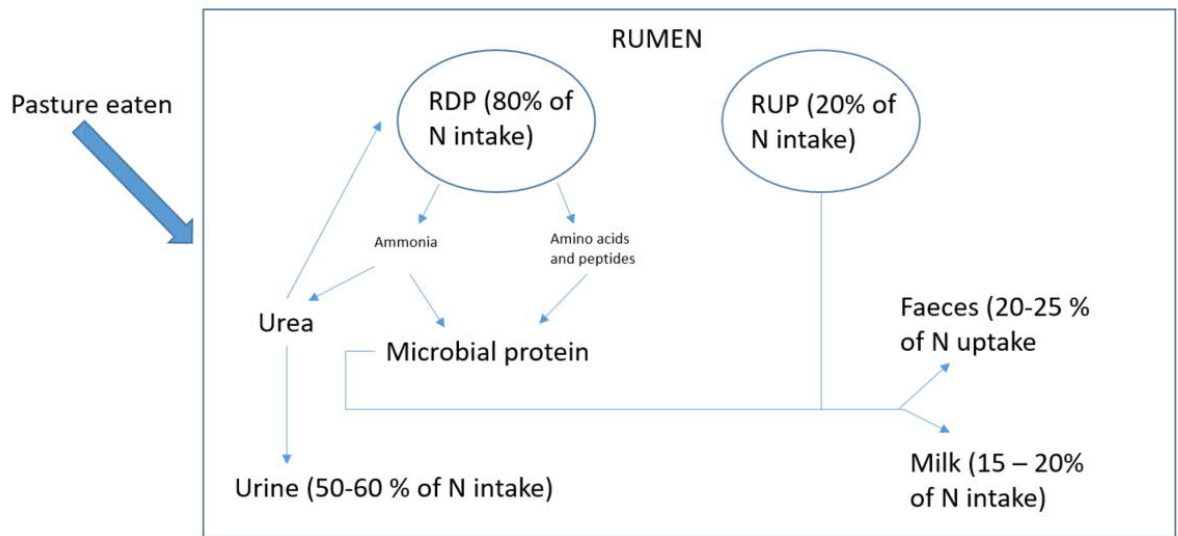 RUMEN
Pasture eaten
RDP (80% of
N intake)
RUP (20% of
N intake)
Ammonia
Amino acids
and peptides
Urea
Microbial protein
Faeces (20-25 %
of N uptake
Urine (50-60 % of N intake)
Milk (15 – 20%
of N intake)